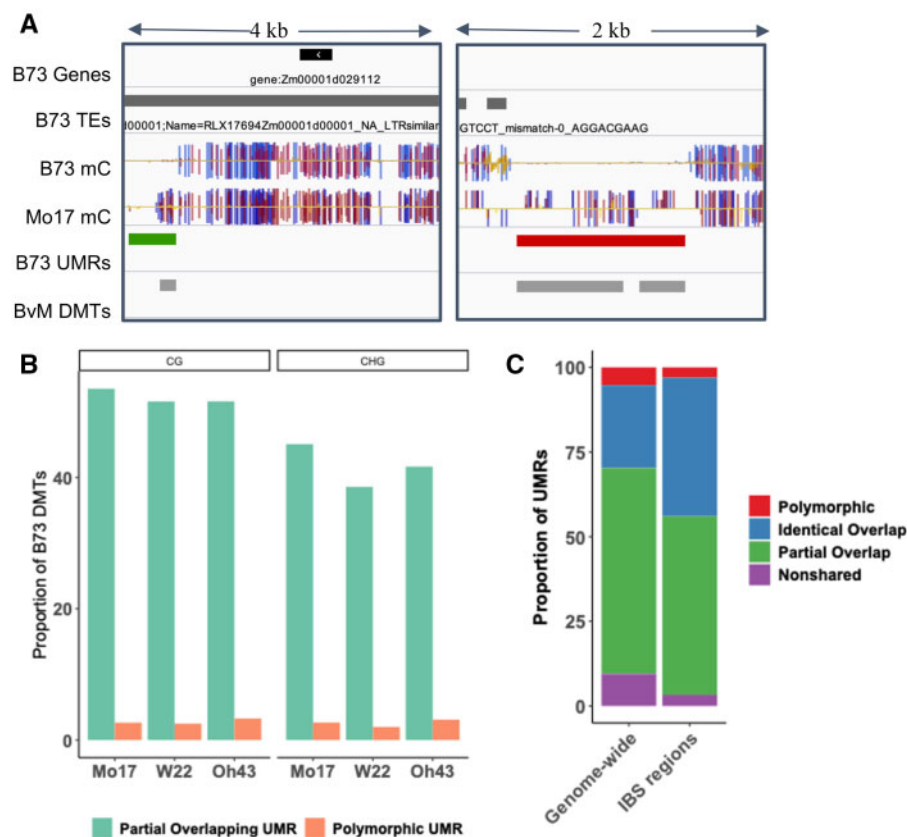 A
4 kb
2 kb
B73 Genes
gene:Zm00001d029112
B73 TEs
d00001;Name=RLX17694Zm00001d00001_NA_LTRsimilar
GTCCT_mismatch-0_AGGACGAAG
B73 mC
Mo17 mC
B73 UMRs
BvM DMTs
B
CG
CHG
Proportion of B73 DMTs
40
20
0
Mo17
W22
Oh43
Mo17
W22
Oh43
Partial Overlapping UMR
Polymorphic UMR
C
Proportion of UMRs
100
75
50
25
0
Genome-wide
IBS regions
Polymorphic
Identical Overlap
Partial Overlap
Nonshared